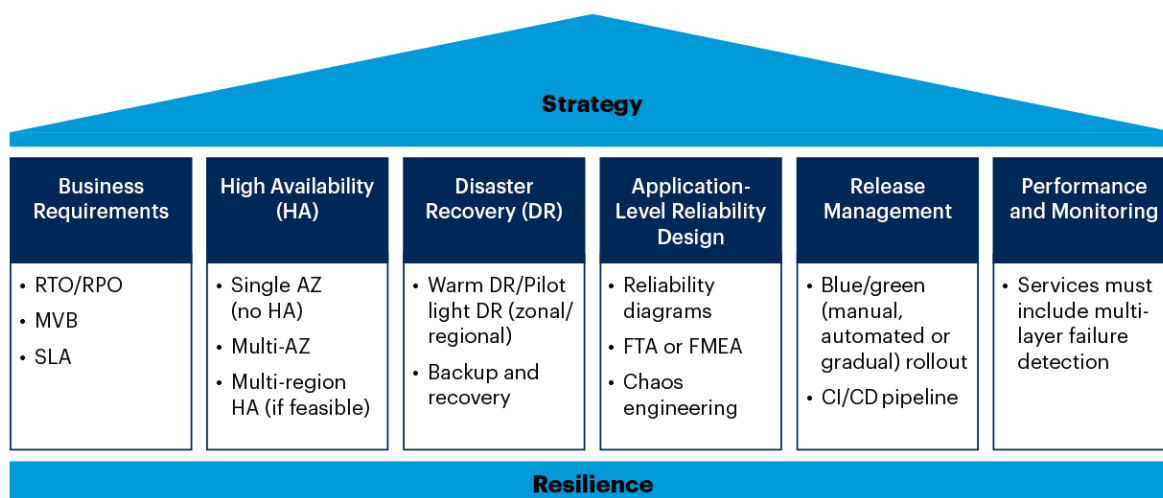 Strategy
Business
Requirements
• RTO/RPO
• MVB
• SLA
High Availability
(HA)
• Single AZ
(no HA)
• Multi-AZ
• Multi-region
HA (if feasible)
Disaster
Recovery (DR)
• Warm DR/Pilot
light DR (zonal/
regional)
• Backup and
recovery
Application-
Level Reliability
Design
• Reliability
diagrams
• FTA or FMEA
• Chaos
engineering
Release
Management
• Blue/green
(manual,
automated or
gradual) rollout
• CI/CD pipeline
Performance
and Monitoring
• Services must
include multi-
layer failure
detection
Resilience